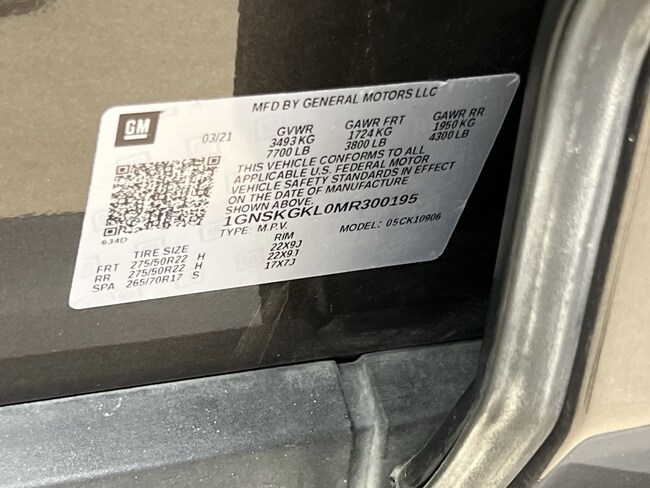 MFD BY GENERAL MOTORS LLC
GM
03/21 GVWR GAWR FRT GAWR RR
3493 KG 1724 KG 1950 KG
7700 LB 3800 LB 4300 LB
THIS VEHICLE CONFORMS TO ALL
APPLICABLE U.S. FEDERAL MOTOR
VEHICLE SAFETY STANDARDS IN EFFECT
ON THE DATE OF MANUFACTURE
SHOWN ABOVE.
1GNSKGKL0MR300195
634D TYPE: M.P.V. MODEL: 05CK10906
TIRE SIZE RIM
FRT 275/50R22 H 22X9J
RR 275/50R22 H 22X9J
SPA 265/70R17 S 17X7J